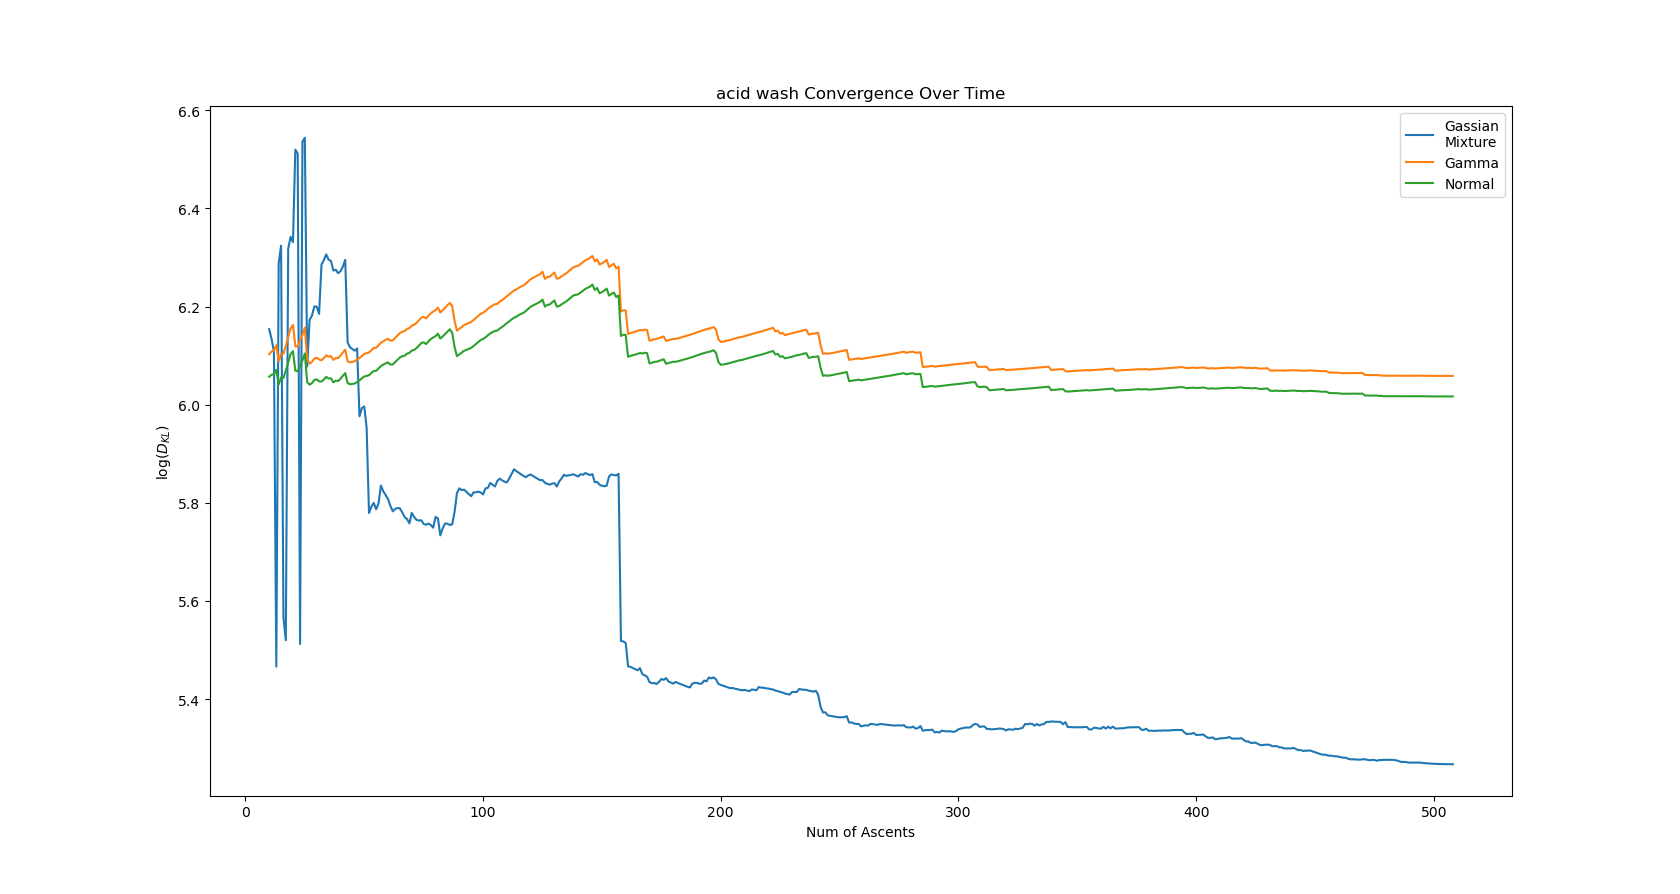 acid wash Convergence Over Time
6.6
6.4
6.2
6.0
5.8
5.6
5.4
log(D_KL)
0
100
200
300
400
500
Num of Ascents
Gassian
Mixture
Gamma
Normal